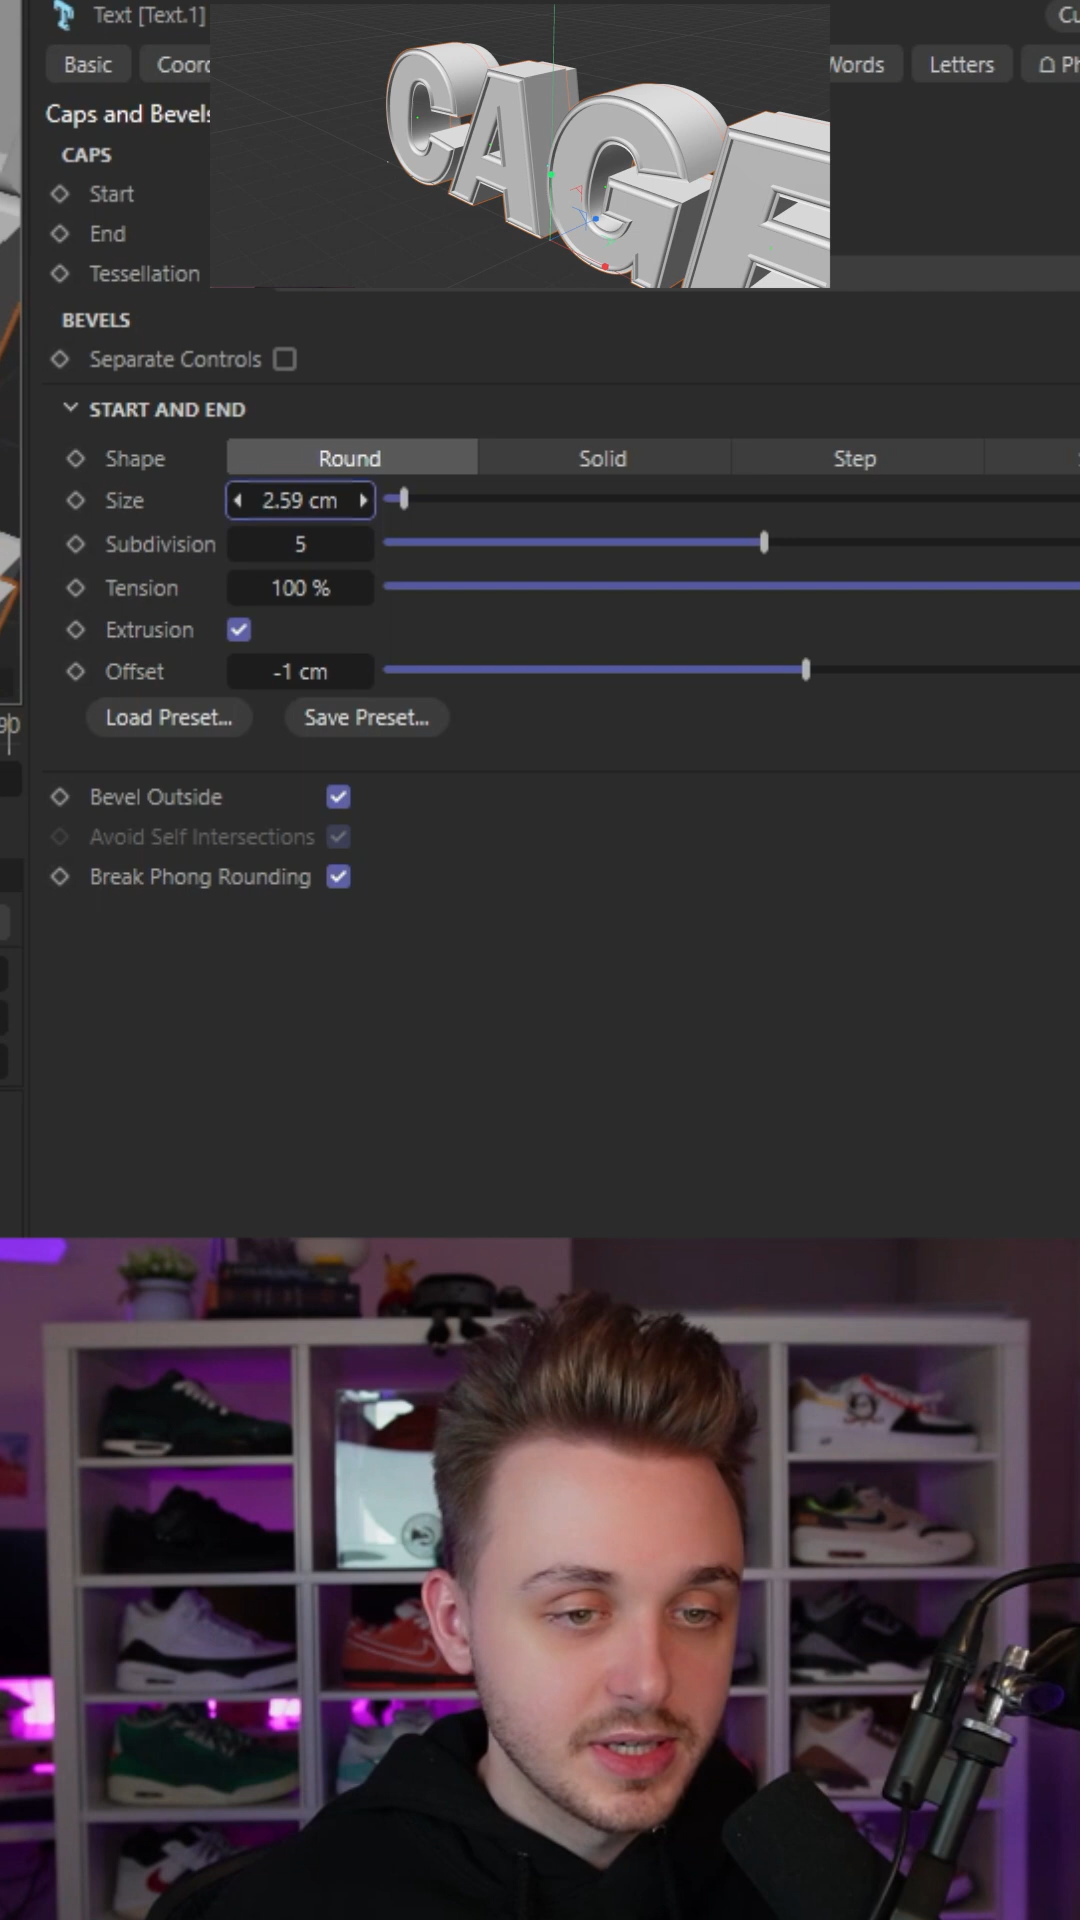 Text [Text.1]
Basic
Words
Letters
Caps and Bevels
CAPS
Start
End
Tessellation
CAGE
BEVELS
Separate Controls
START AND END
Shape Round Solid Step
Size 2.59 cm
Subdivision 5
Tension 100 %
Extrusion
Offset -1 cm
Load Preset... Save Preset...
90
Bevel Outside
Avoid Self Intersections
Break Phong Rounding